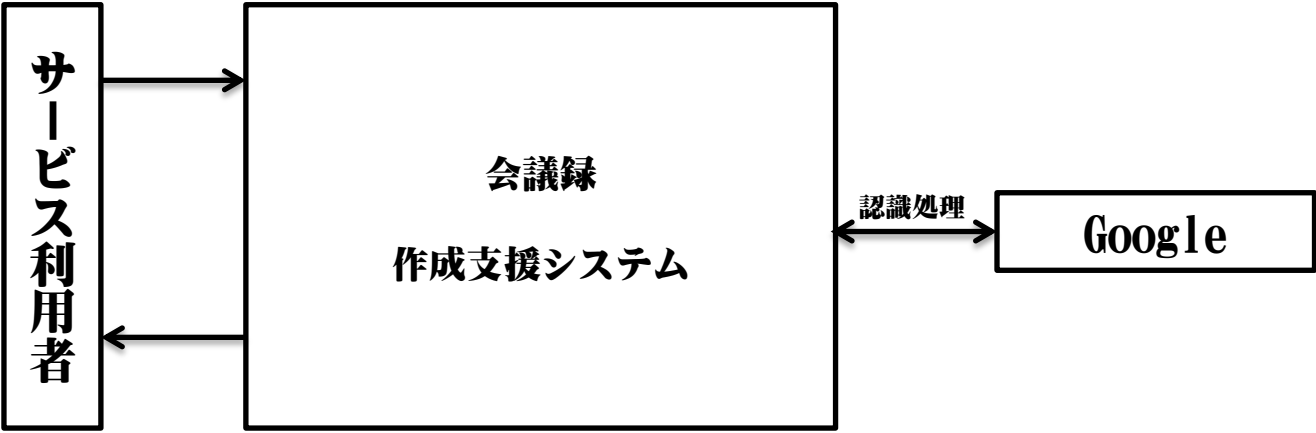 サービス利用者
会議録
作成支援システム
認識処理
Google